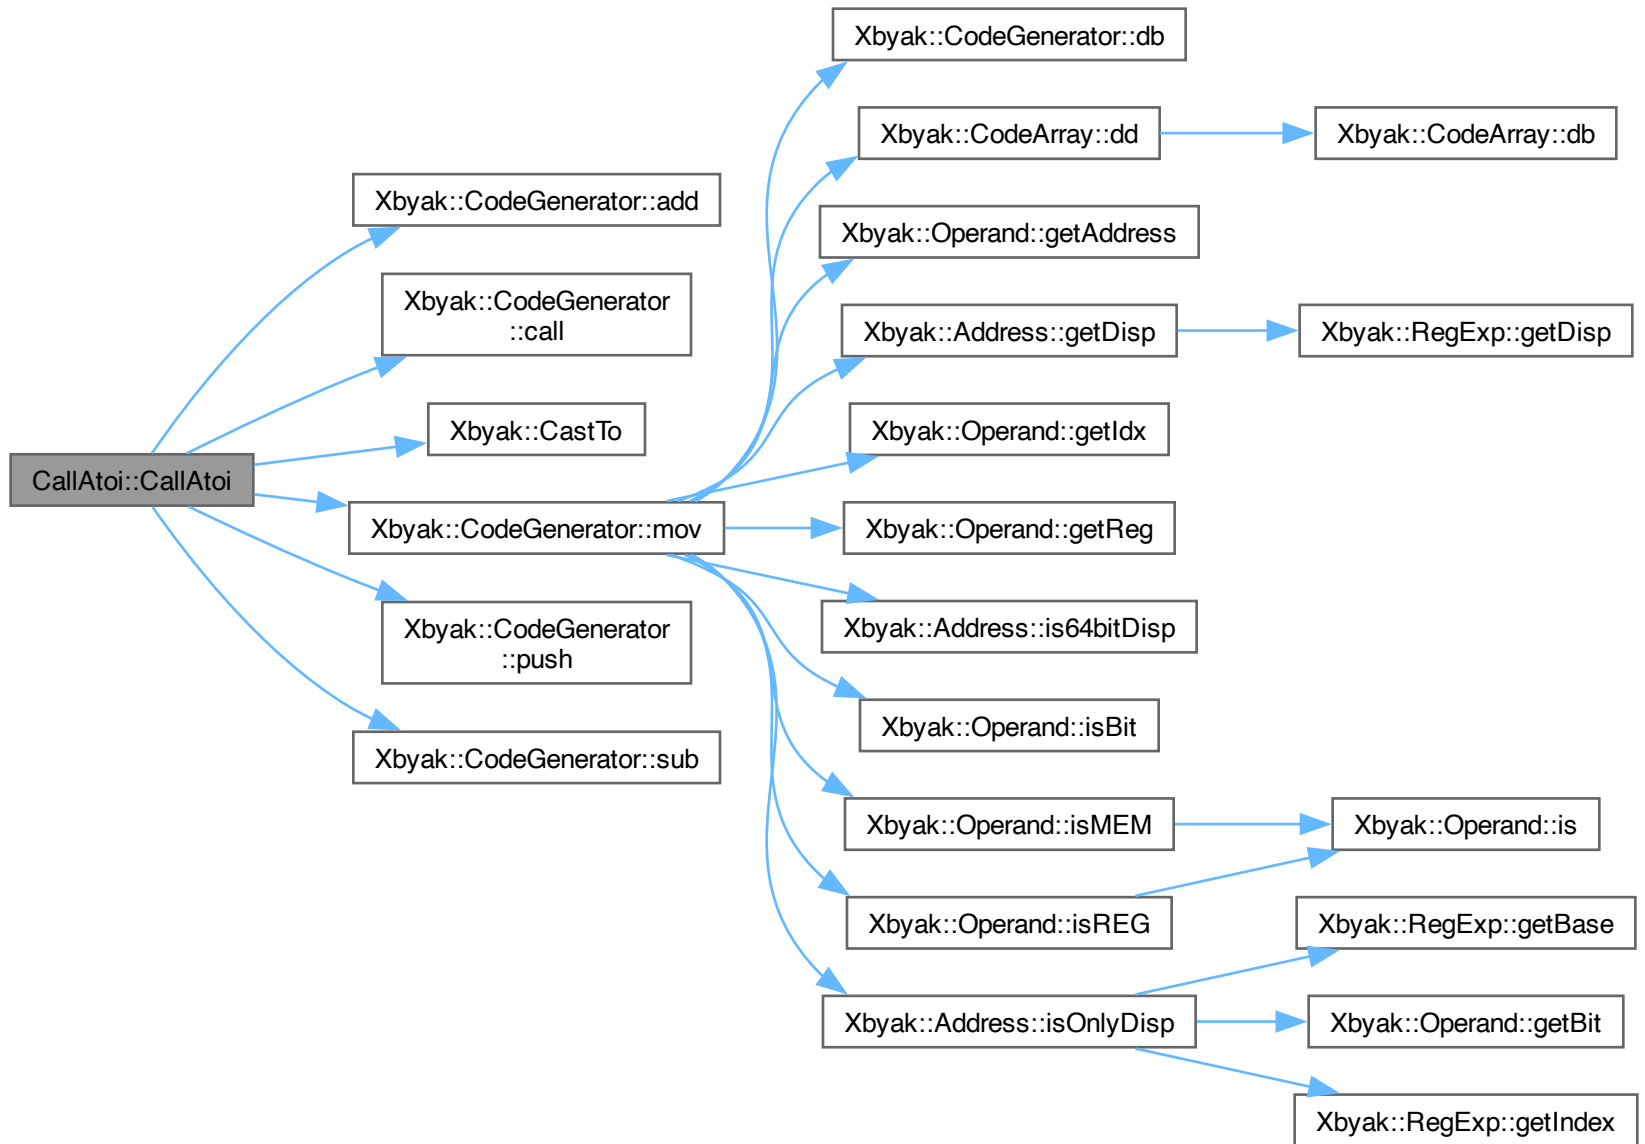 CallAtoi::CallAtoi
Xbyak::CodeGenerator::add
Xbyak::CodeGenerator
::call
Xbyak::CastTo
Xbyak::CodeGenerator::mov
Xbyak::CodeGenerator
::push
Xbyak::CodeGenerator::sub
Xbyak::CodeGenerator::db
Xbyak::CodeArray::dd
Xbyak::Operand::getAddress
Xbyak::Address::getDisp
Xbyak::Operand::getIdx
Xbyak::Operand::getReg
Xbyak::Address::is64bitDisp
Xbyak::Operand::isBit
Xbyak::Operand::isMEM
Xbyak::Operand::isREG
Xbyak::Address::isOnlyDisp
Xbyak::CodeArray::db
Xbyak::RegExp::getDisp
Xbyak::Operand::is
Xbyak::RegExp::getBase
Xbyak::Operand::getBit
Xbyak::RegExp::getIndex